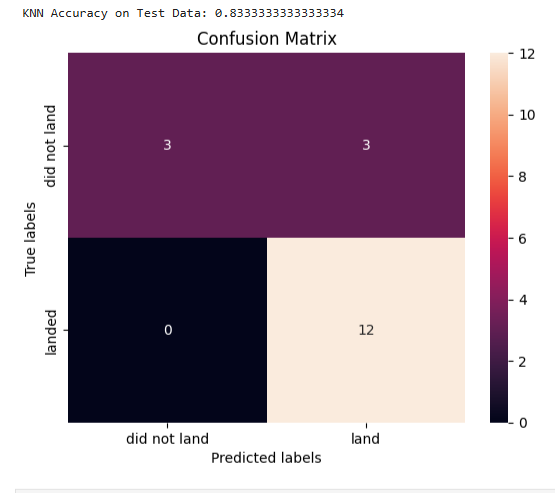 KNN Accuracy on Test Data: 0.8333333333333334
Confusion Matrix
12
10
8
6
4
2
0
True labels
did not land
3
3
landed
0
12
did not land
land
Predicted labels